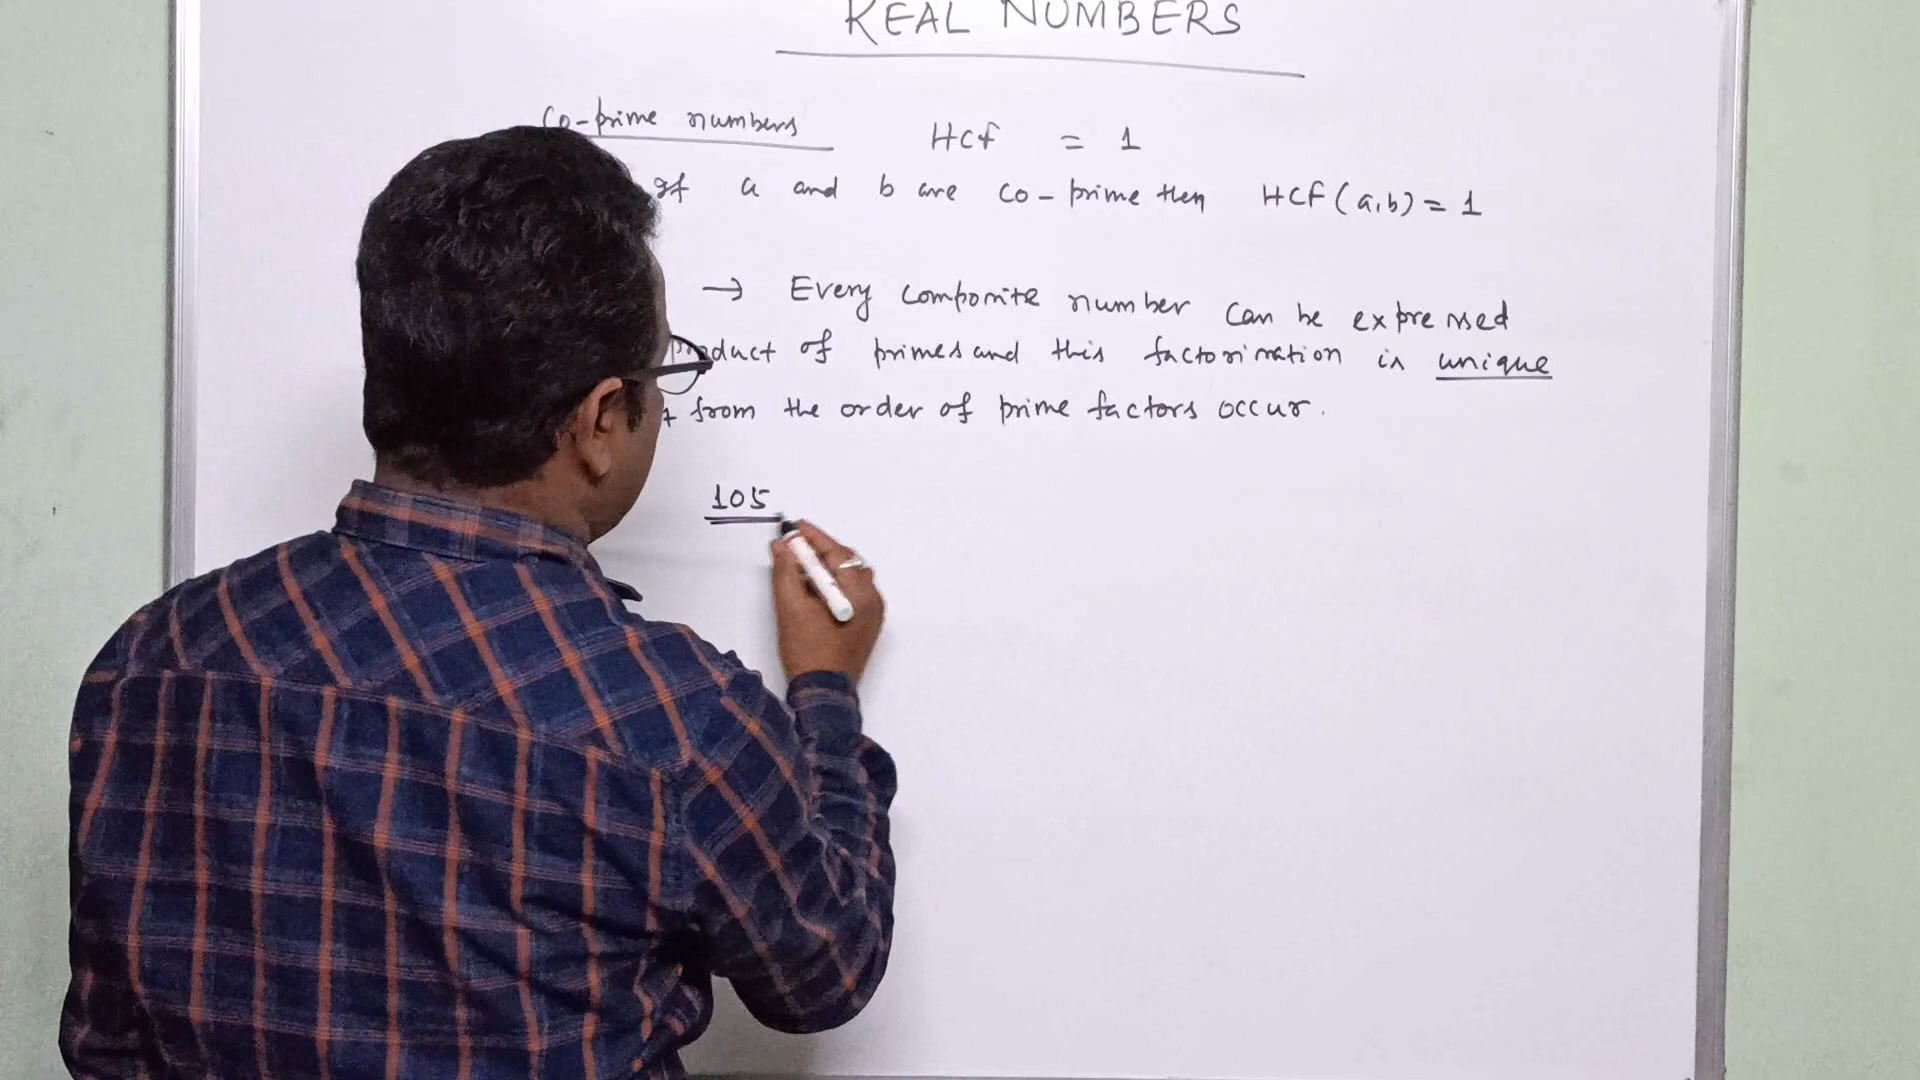 REAL NUMBERS
Co-prime numbers HCF = 1
If a and b are co-prime then HCF (a,b) = 1
→ Every composite number can be expressed
product of primes and this factorisation is unique
from the order of prime factors occur.
105